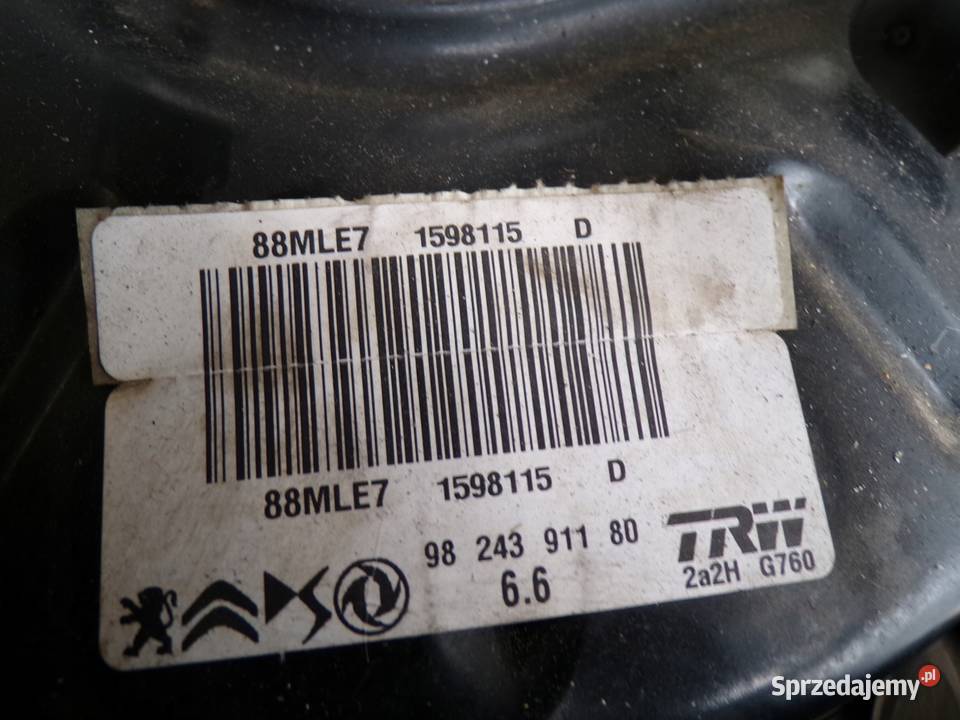 88MLE7 1598115 D
88MLE7 1598115 D
98 243 911 80
6.6
TRW
2a2H G760
Sprzedajemy.pl